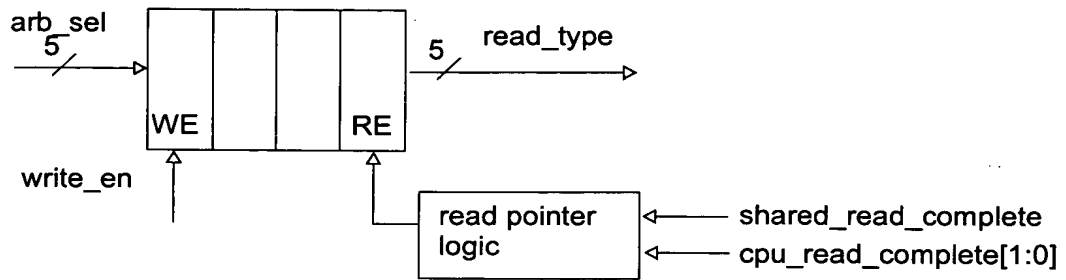 arb_sel
5
5
read_type
WE
RE
write_en
read pointer
logic
shared_read_complete
cpu_read_complete[1:0]